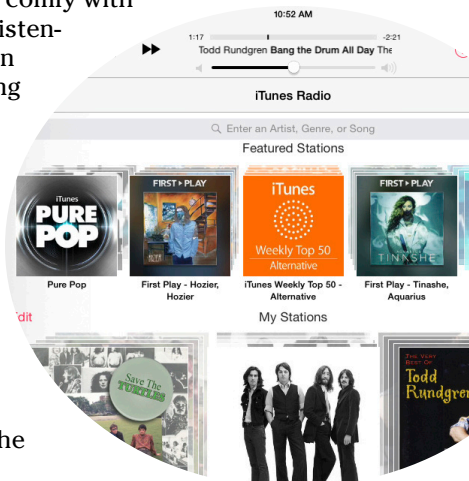 comfy with
isten-
n
ng
10:52 AM
1:17
-2:21
Todd Rundgren Bang the Drum All Day The
iTunes Radio
Enter an Artist, Genre, or Song
Featured Stations
iTunes
PURE
POP
FIRST PLAY
iTunes
Weekly Top 50
Alternative
FIRST PLAY
TINASHE
Pure Pop
First Play - Hozier,
Hozier
iTunes Weekly Top 50 -
Alternative
First Play - Tinashe,
Aquarius
dit
My Stations
Save The
TURTLES
THE VERY
BEST OF
Todd
Rundgren
he